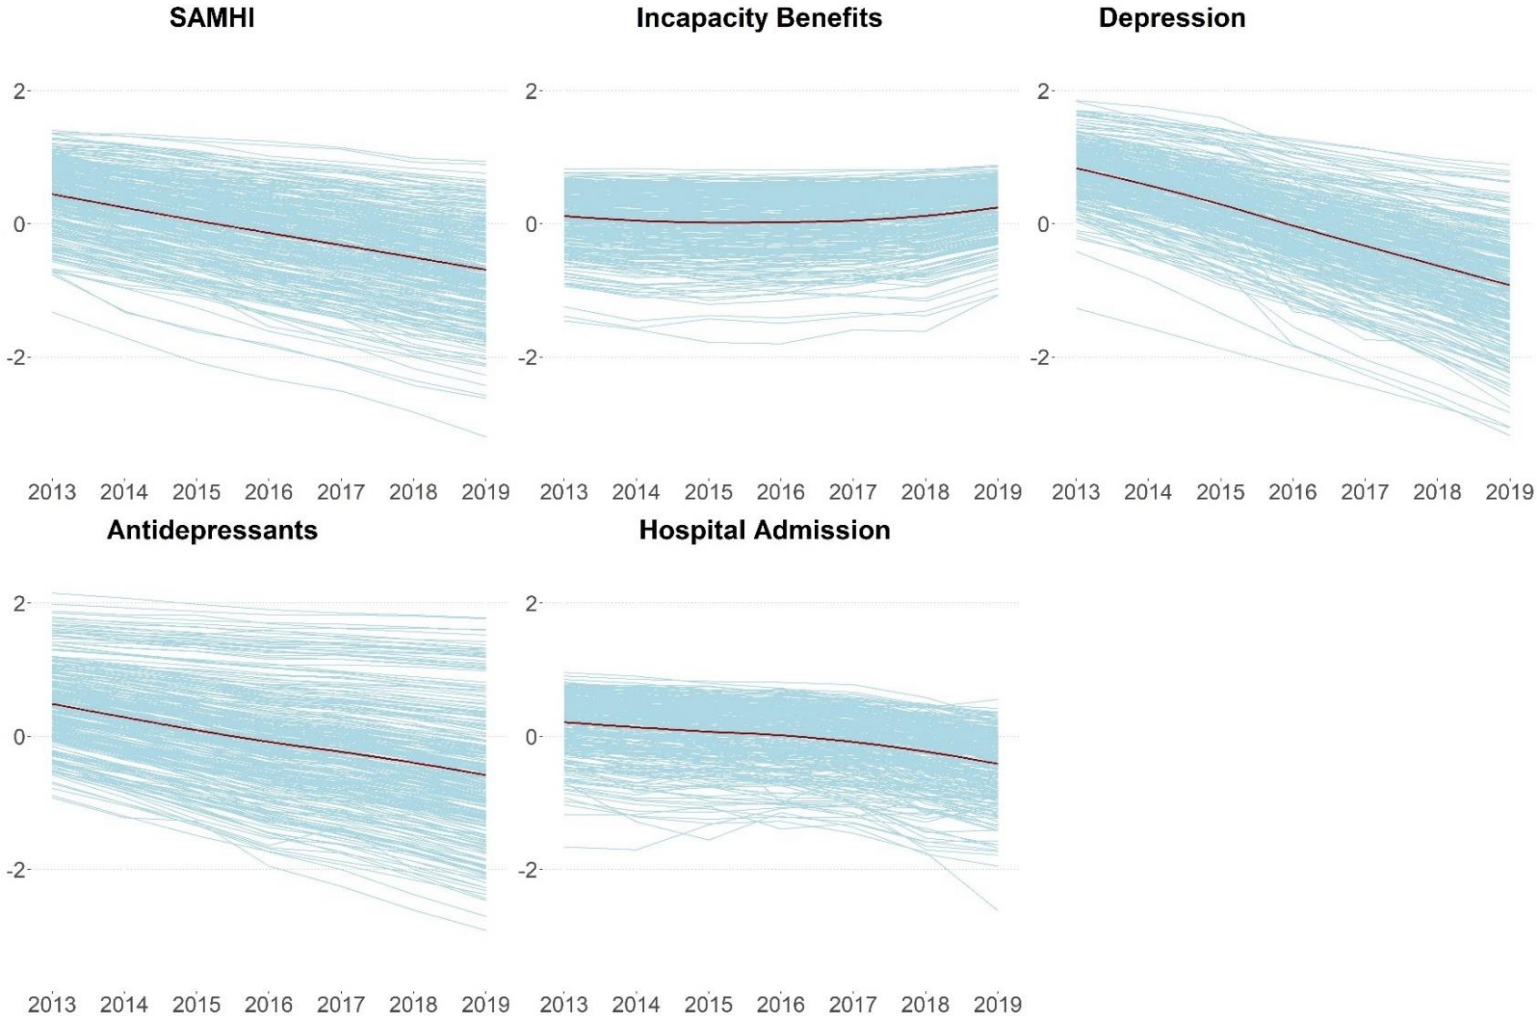 SAMHI Incapacity Benefits Depression
2 2 2
0 0 0
-2 -2 -2
2013 2014 2015 2016 2017 2018 2019 2013 2014 2015 2016 2017 2018 2019 2013 2014 2015 2016 2017 2018 2019
Antidepressants Hospital Admission
2 2
0 0
-2 -2
2013 2014 2015 2016 2017 2018 2019 2013 2014 2015 2016 2017 2018 2019